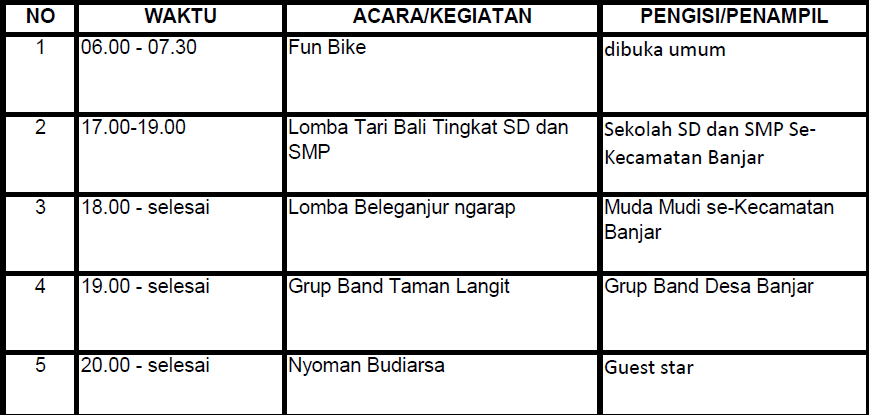 NO WAKTU ACARA/KEGIATAN PENGISI/PENAMPIL
1 06.00 - 07.30 Fun Bike dibuka umum
2 17.00-19.00 Lomba Tari Bali Tingkat SD dan SMP Sekolah SD dan SMP Se-Kecamatan Banjar
3 18.00 - selesai Lomba Beleganjur ngarap Muda Mudi se-Kecamatan Banjar
4 19.00 - selesai Grup Band Taman Langit Grup Band Desa Banjar
5 20.00 - selesai Nyoman Budiarsa Guest star